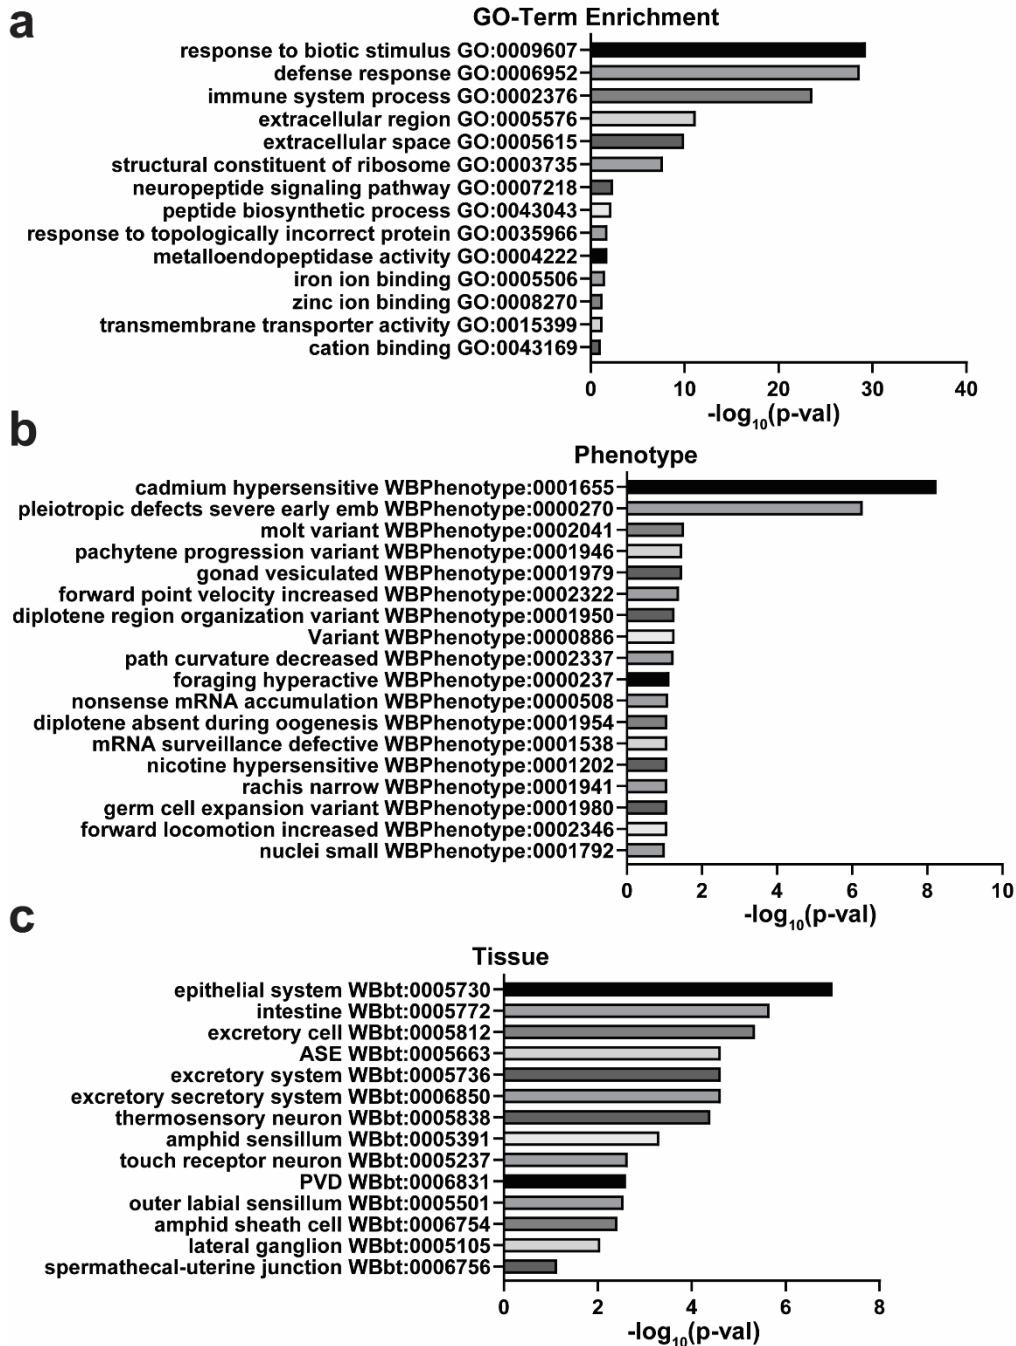 a
GO-Term Enrichment
response to biotic stimulus GO:0009607
defense response GO:0006952
immune system process GO:0002376
extracellular region GO:0005576
extracellular space GO:0005615
structural constituent of ribosome GO:0003735
neuropeptide signaling pathway GO:0007218
peptide biosynthetic process GO:0043043
response to topologically incorrect protein GO:0035966
metalloendopeptidase activity GO:0004222
iron ion binding GO:0005506
zinc ion binding GO:0008270
transmembrane transporter activity GO:0015399
cation binding GO:0043169
0 10 20 30 40
-log10(p-val)
b
Phenotype
cadmium hypersensitive WBPhenotype:0001655
pleiotropic defects severe early emb WBPhenotype:0000270
molt variant WBPhenotype:0002041
pachytene progression variant WBPhenotype:0001946
gonad vesiculated WBPhenotype:0001979
forward point velocity increased WBPhenotype:0002322
diplotene region organization variant WBPhenotype:0001950
Variant WBPhenotype:0000886
path curvature decreased WBPhenotype:0002337
foraging hyperactive WBPhenotype:0000237
nonsense mRNA accumulation WBPhenotype:0000508
diplotene absent during oogenesis WBPhenotype:0001954
mRNA surveillance defective WBPhenotype:0001538
nicotine hypersensitive WBPhenotype:0001202
rachis narrow WBPhenotype:0001941
germ cell expansion variant WBPhenotype:0001980
forward locomotion increased WBPhenotype:0002346
nuclei small WBPhenotype:0001792
0 2 4 6 8 10
-log10(p-val)
c
Tissue
epithelial system WBbt:0005730
intestine WBbt:0005772
excretory cell WBbt:0005812
ASE WBbt:0005663
excretory system WBbt:0005736
excretory secretory system WBbt:0006850
thermosensory neuron WBbt:0005838
amphid sensillum WBbt:0005391
touch receptor neuron WBbt:0005237
PVD WBbt:0006831
outer labial sensillum WBbt:0005501
amphid sheath cell WBbt:0006754
lateral ganglion WBbt:0005105
spermathecal-uterine junction WBbt:0006756
0 2 4 6 8
-log10(p-val)